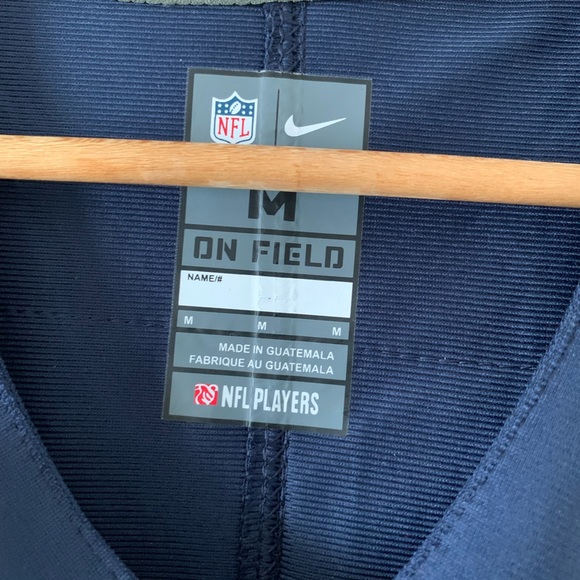 NFL
M
ON FIELD
NAME/#
M M M
MADE IN GUATEMALA
FABRIQUE AU GUATEMALA
NFL PLAYERS